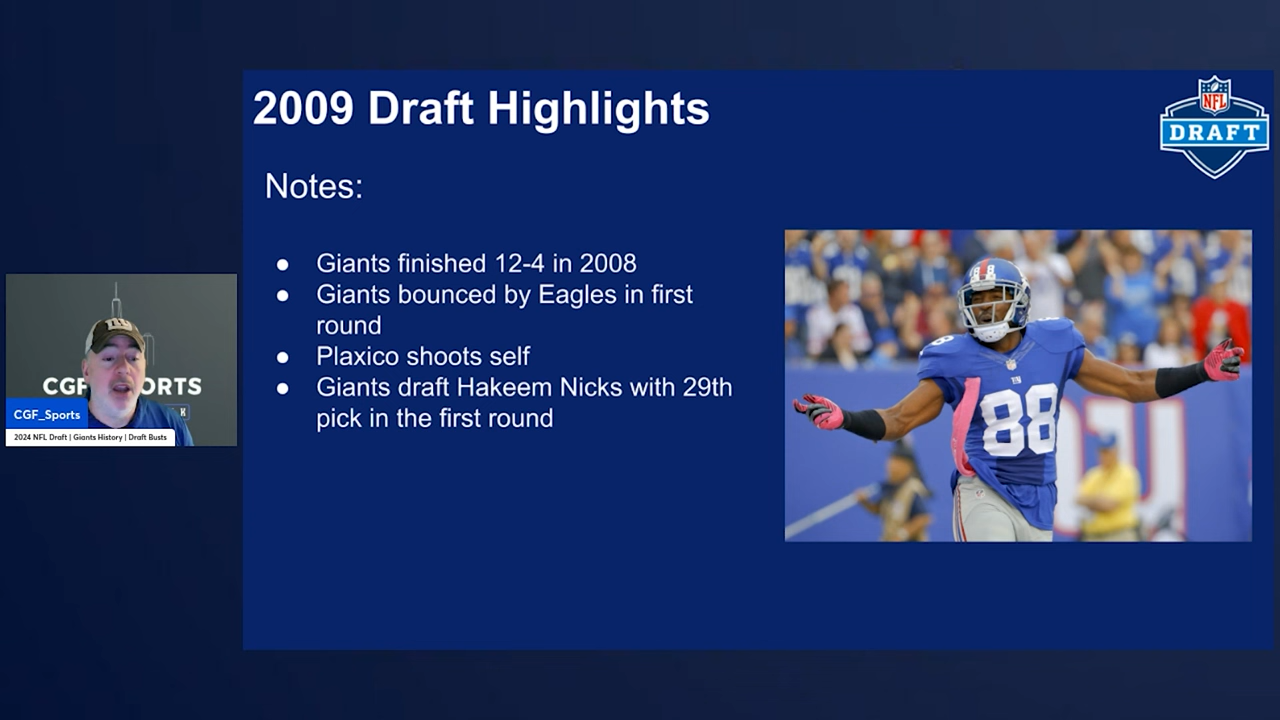 2009 Draft Highlights
NFL
DRAFT
Notes:
● Giants finished 12-4 in 2008
● Giants bounced by Eagles in first
round
● Plaxico shoots self
● Giants draft Hakeem Nicks with 29th
pick in the first round
88
88
88
CGF_Sports
2024 NFL Draft | Giants History | Draft Busts